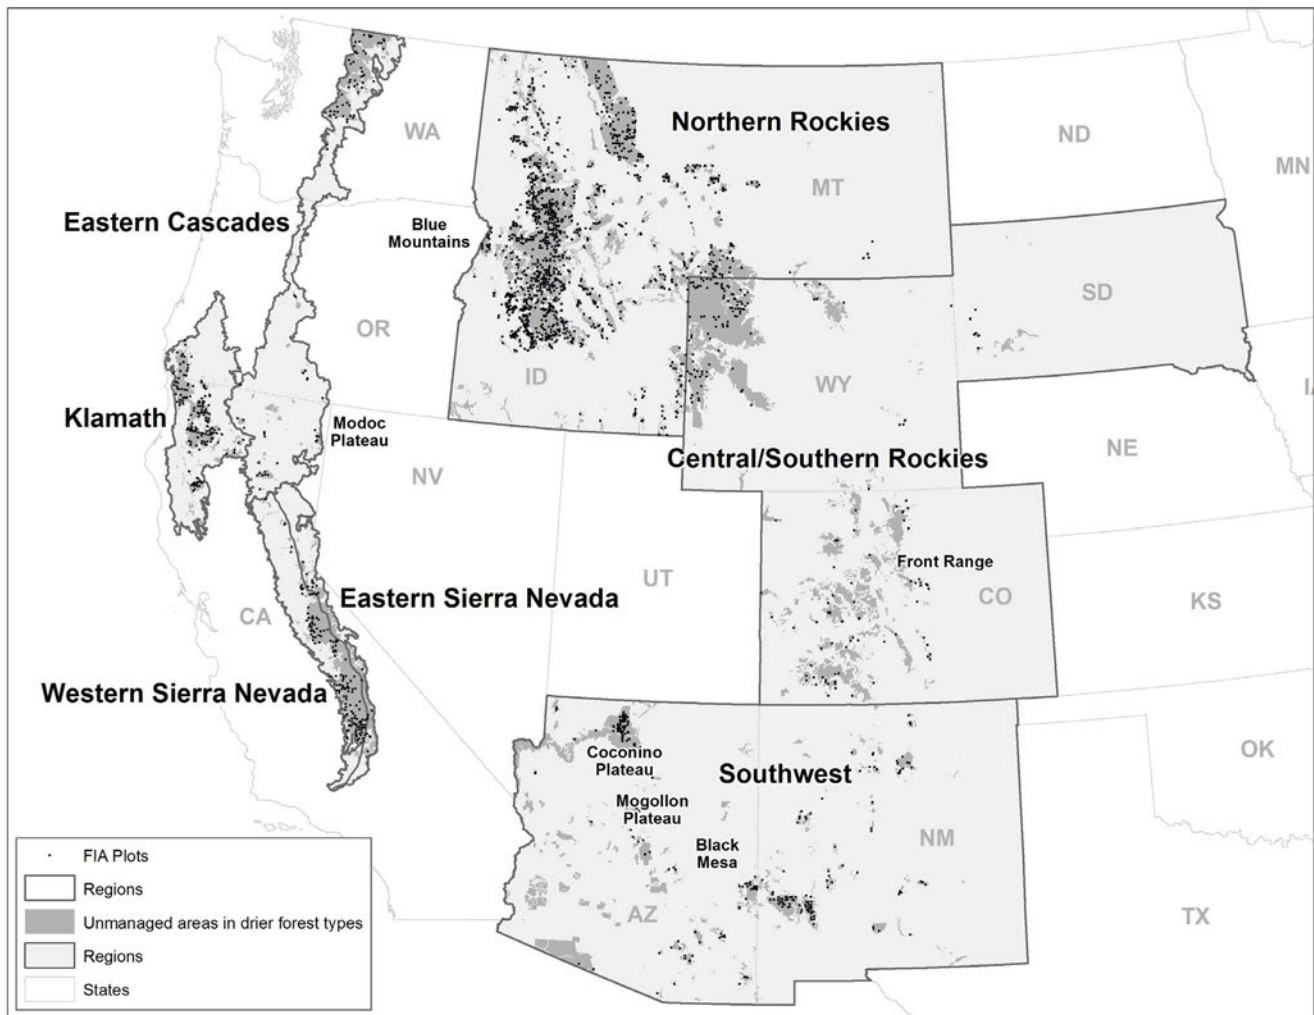 Northern Rockies
WA
ND
MN
MT
Eastern Cascades
Blue
Mountains
SD
OR
ID
WY
Klamath
Modoc
Plateau
NE
Central/Southern Rockies
NV
Front Range
UT
CO
KS
Eastern Sierra Nevada
CA
Western Sierra Nevada
Coconino
Plateau
Southwest
OK
Mogollon
Plateau
Black
Mesa
NM
AZ
TX
FIA Plots
Regions
Unmanaged areas in drier forest types
Regions
States